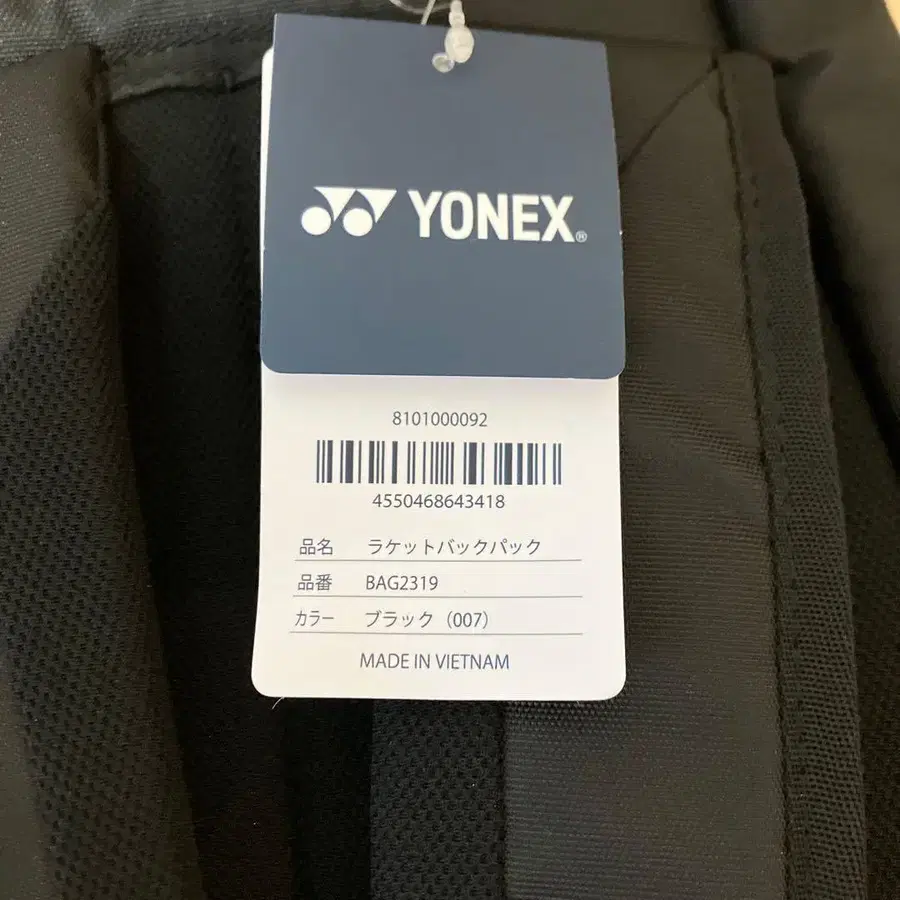 YONEX®
8101000092
4550468643418
品名 ラケットバックパック
品番 BAG2319
カラー ブラック（007）
MADE IN VIETNAM